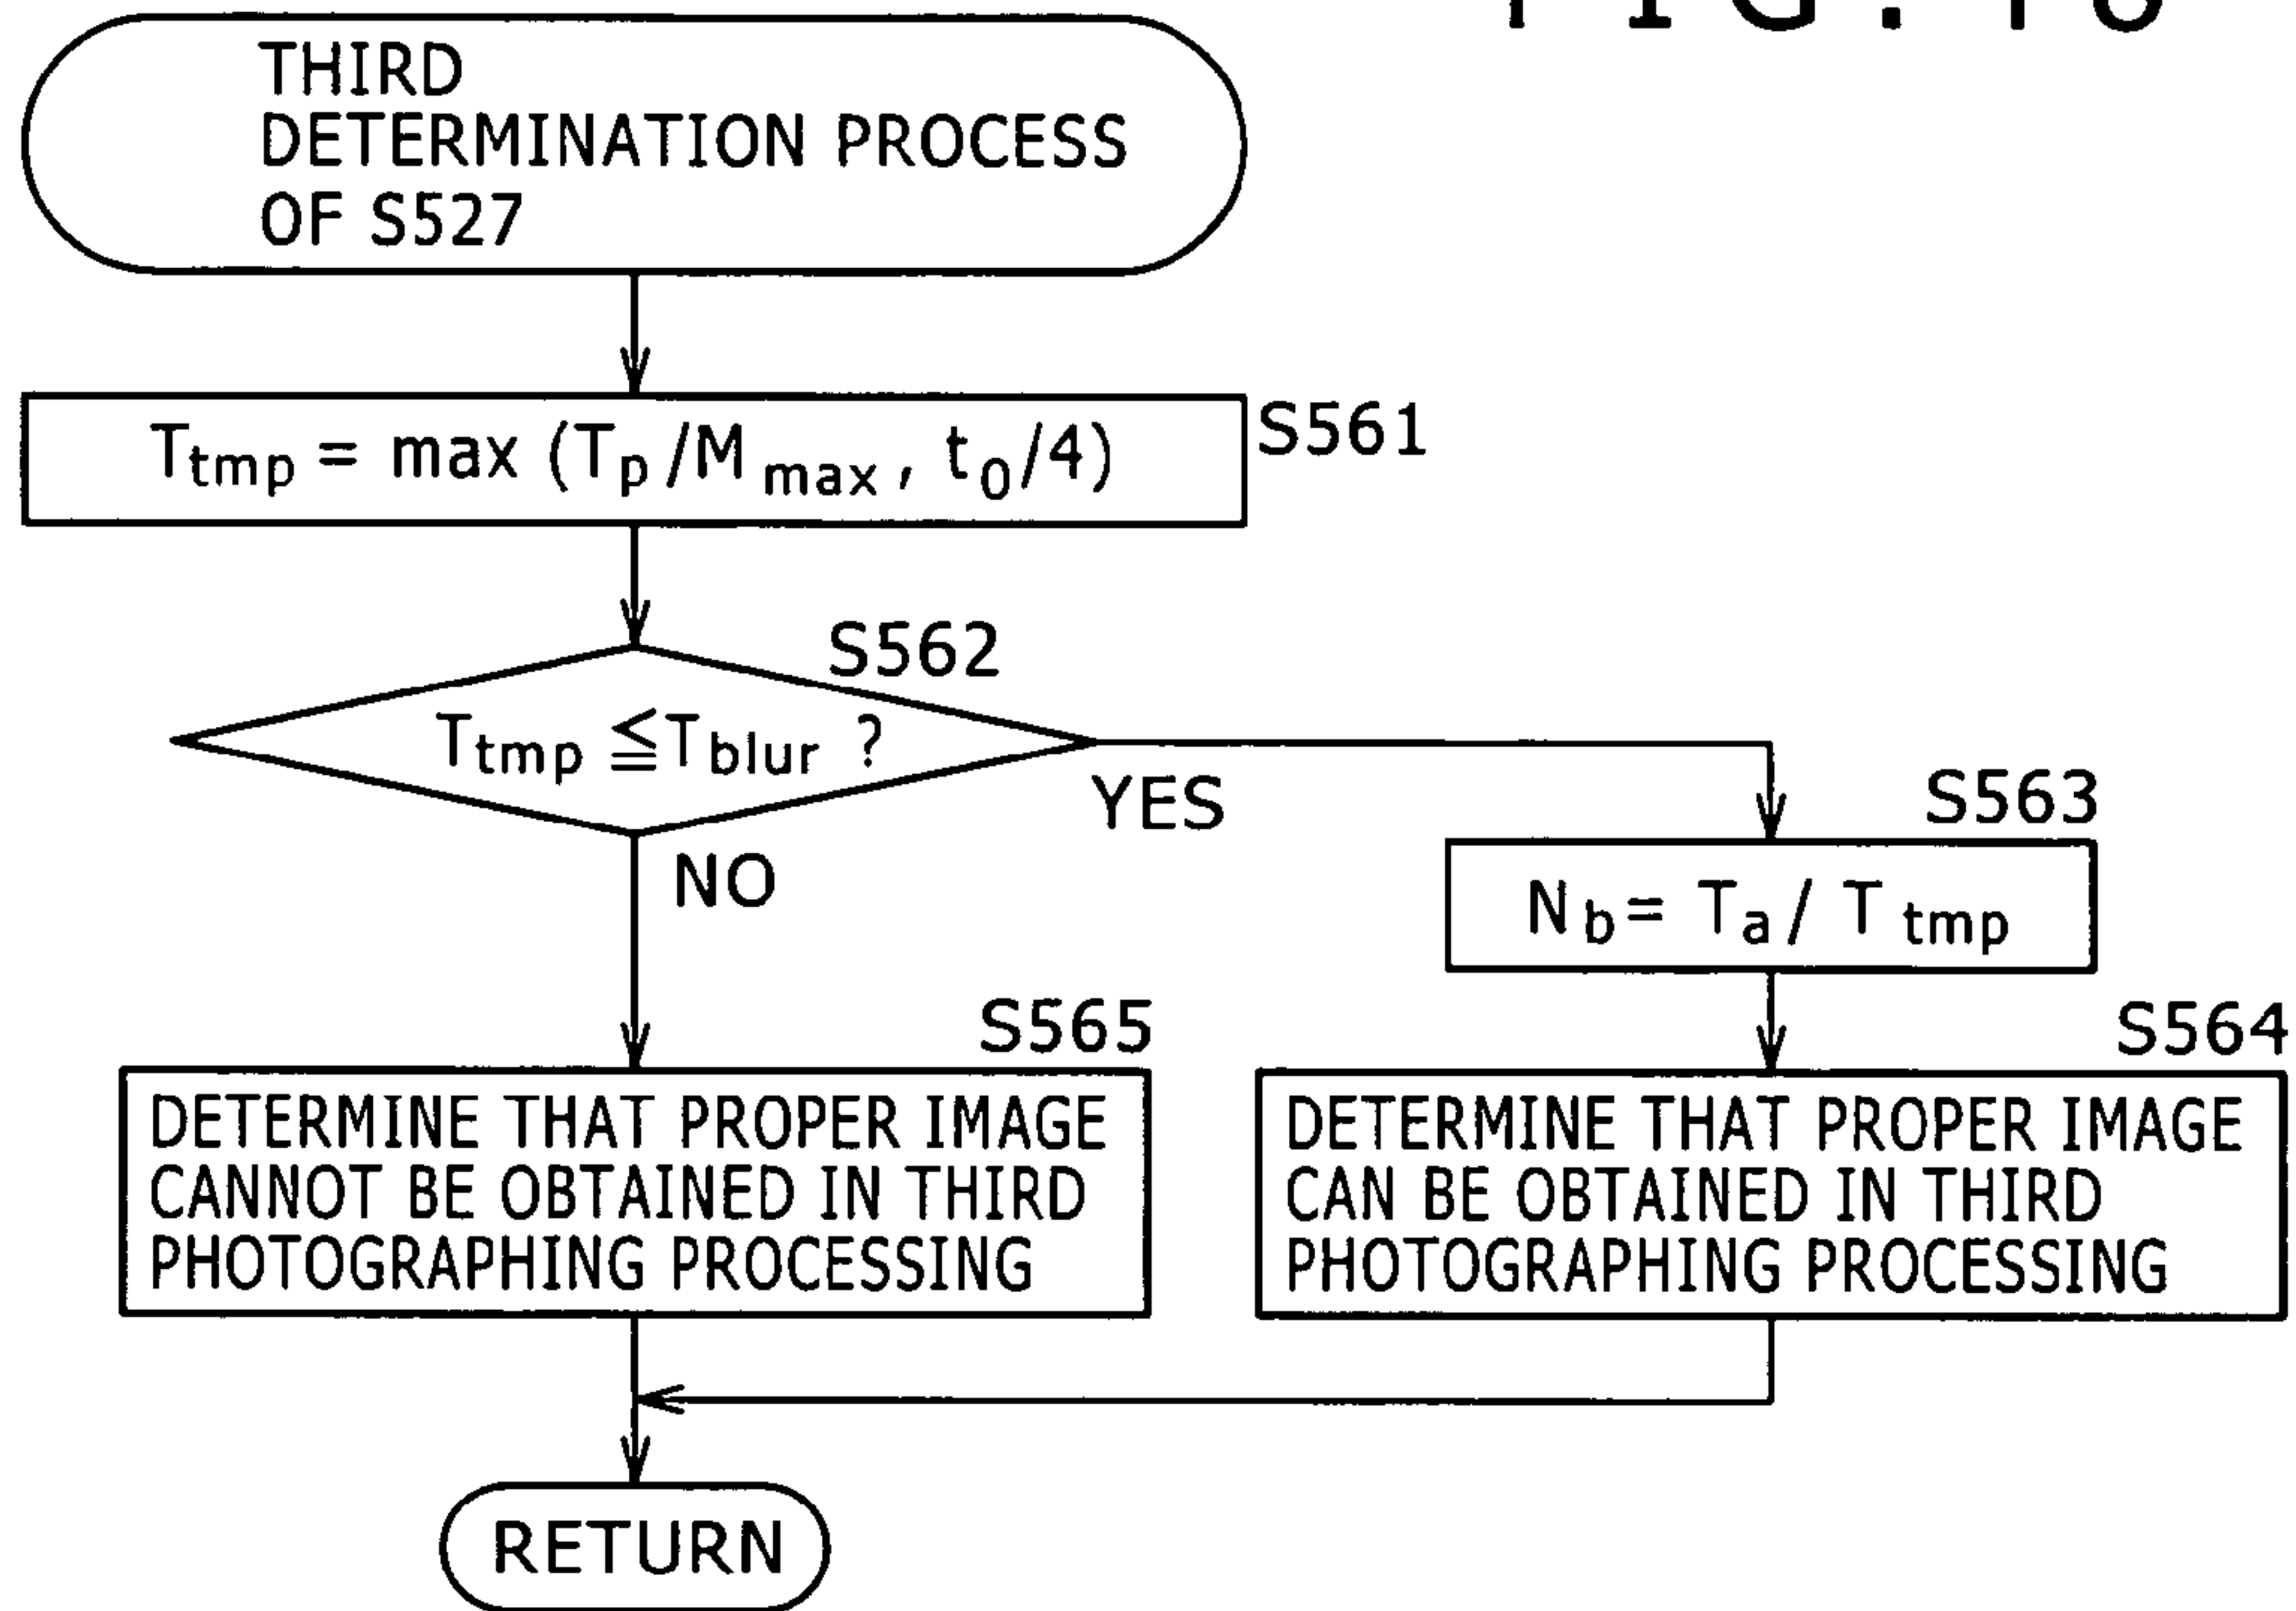 THIRD
DETERMINATION PROCESS
OF S527
S561
Ttmp = max (Tp/Mmax, t0/4)
S562
Ttmp ≦ Tblur ?
YES
NO
S563
Nb = Ta / Ttmp
S565
DETERMINE THAT PROPER IMAGE
CANNOT BE OBTAINED IN THIRD
PHOTOGRAPHING PROCESSING
S564
DETERMINE THAT PROPER IMAGE
CAN BE OBTAINED IN THIRD
PHOTOGRAPHING PROCESSING
RETURN